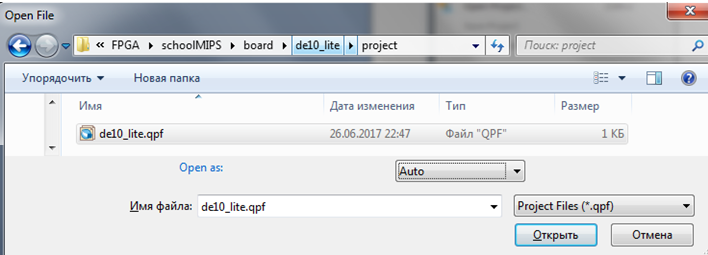 Open File
« FPGA schoolMIPS board de10_lite project
Поиск: project
Упорядочить Новая папка
Имя Дата изменения Тип Размер
de10_lite.qpf 26.06.2017 22:47 Файл "QPF" 1 КБ
Open as: Auto
Имя файла: de10_lite.qpf Project Files (*.qpf)
Открыть Отмена